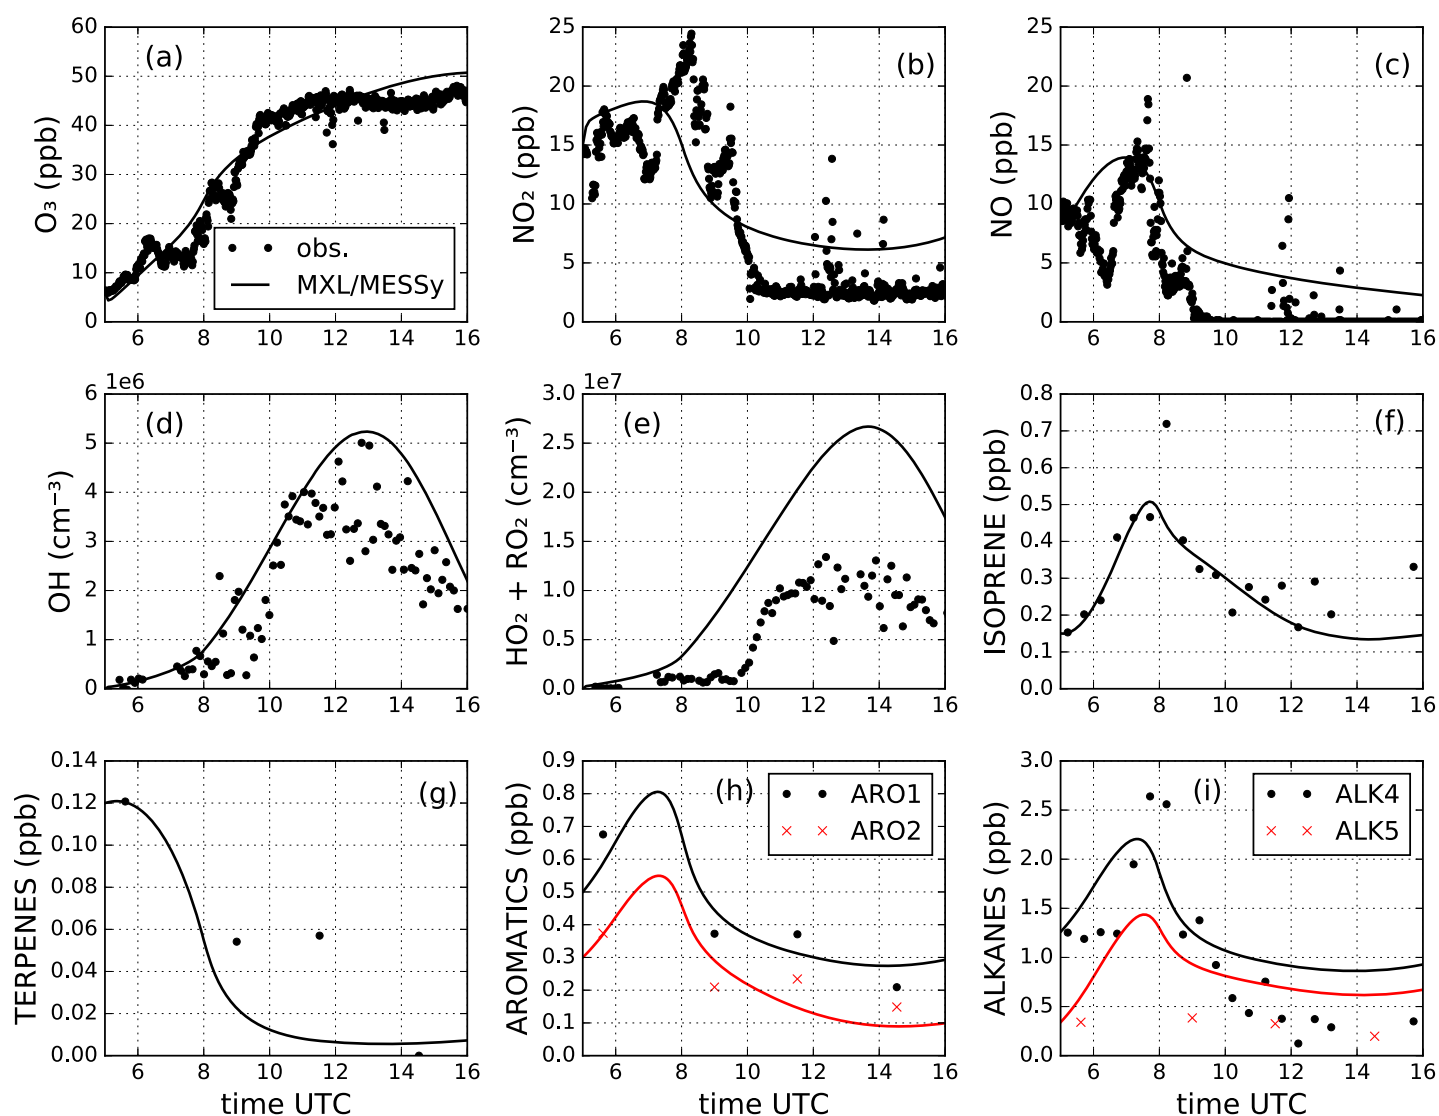 60
50
40
30
20
10
0
O₃ (ppb)
(a)
obs.
MXL/MESSy
6 8 10 12 14 16
25
20
15
10
5
0
NO₂ (ppb)
(b)
6 8 10 12 14 16
25
20
15
10
5
0
NO (ppb)
(c)
6 8 10 12 14 16
1e6
6
5
4
3
2
1
0
OH (cm⁻³)
(d)
6 8 10 12 14 16
1e7
3.0
2.5
2.0
1.5
1.0
0.5
0.0
HO₂ + RO₂ (cm⁻³)
(e)
6 8 10 12 14 16
0.8
0.7
0.6
0.5
0.4
0.3
0.2
0.1
0.0
ISOPRENE (ppb)
(f)
6 8 10 12 14 16
0.14
0.12
0.10
0.08
0.06
0.04
0.02
0.00
TERPENES (ppb)
(g)
6 8 10 12 14 16
time UTC
0.9
0.8
0.7
0.6
0.5
0.4
0.3
0.2
0.1
0.0
AROMATICS (ppb)
(h)
ARO1
ARO2
6 8 10 12 14 16
time UTC
3.0
2.5
2.0
1.5
1.0
0.5
0.0
ALKANES (ppb)
(i)
ALK4
ALK5
6 8 10 12 14 16
time UTC